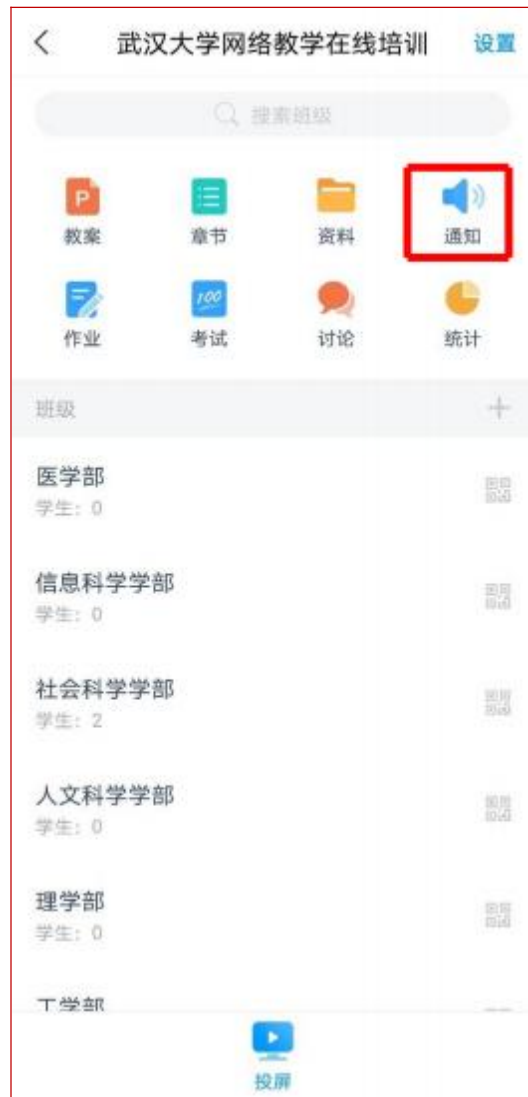 武汉大学网络教学在线培训 设置
搜索班级
P
教案 章节 资料 通知
100
作业 考试 讨论 统计
班级
医学部
学生: 0
信息科学学部
学生: 0
社会科学学部
学生: 2
人文科学学部
学生: 0
理学部
学生: 0
工学部
投屏